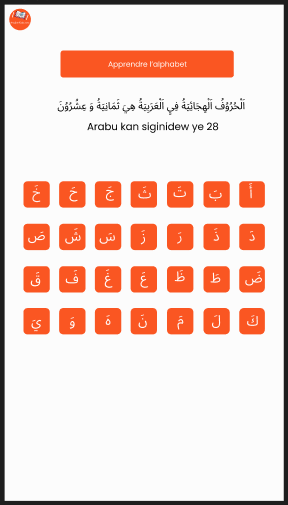 Apprendre l'alphabet
اَلْحُرُوْفُ اَلْهِجَائِيَّةُ فِيِ اَلْعَرَبِيَّةُ هِيَ ثَمَانِيَةُ وَ عِشْرُوْنَ
Arabu kan siginidew ye 28
أَ بَ تَ ثَ جَ حَ خَ
دَ ذَ رَ زَ سَ شَ صَ
ضَ طَ ظَ عَ غَ فَ قَ
كَ لَ مَ نَ هَ وَ يَ